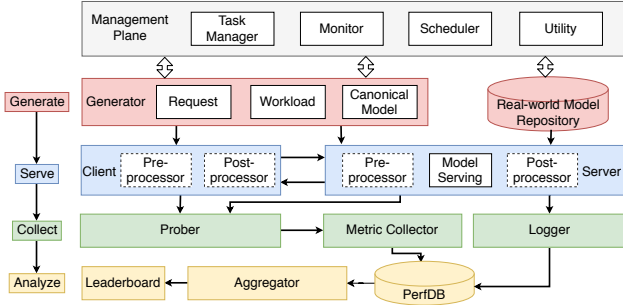 Management
Plane
Task
Manager
Monitor
Scheduler
Utility
Generate
Generator
Request
Workload
Canonical
Model
Real-world Model
Repository
Serve
Client
Pre-
processor
Post-
processor
Pre-
processor
Model
Serving
Post-
processor
Server
Collect
Prober
Metric Collector
Logger
Analyze
Leaderboard
Aggregator
PerfDB